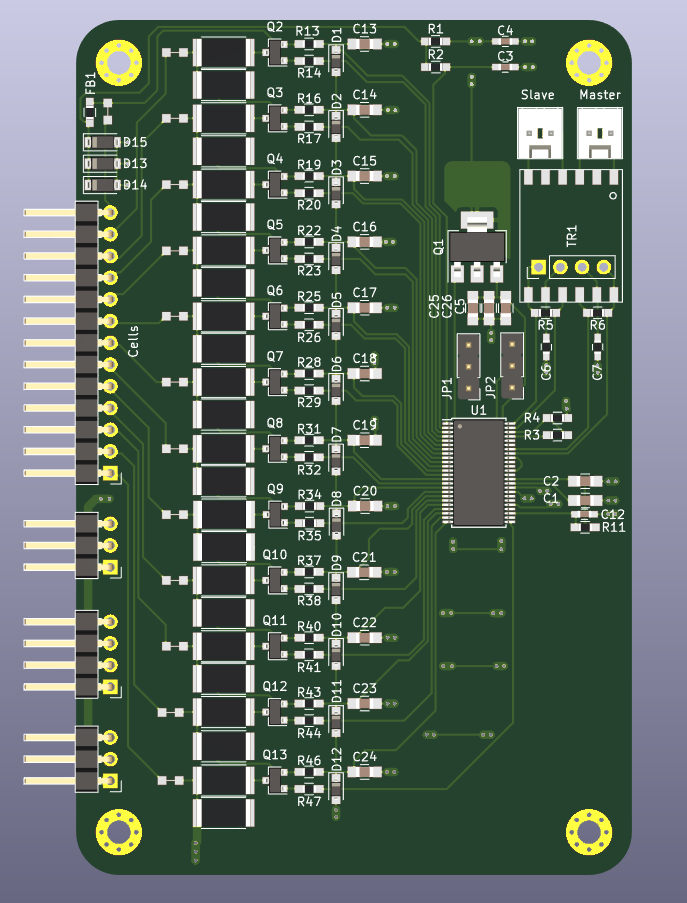 Q2
R13
D1
C13
R1
C4
R14
R2
C3
FB1
Q3
R16
D2
C14
Slave
Master
R17
D15
Q4
R19
D3
C15
D13
R20
D14
Q5
R22
D4
C16
Q1
TR1
R23
Q6
R25
D5
C17
C25
C26
C5
R26
R5
R6
Cells
Q7
R28
D6
C18
C6
C7
R29
JP1
JP2
Q8
R31
D7
C19
U1
R4
R32
R3
Q9
R34
D8
C20
C2
C1
R35
C12
R11
Q10
R37
D9
C21
R38
Q11
R40
D10
C22
R41
Q12
R43
D11
C23
R44
Q13
R46
D12
C24
R47